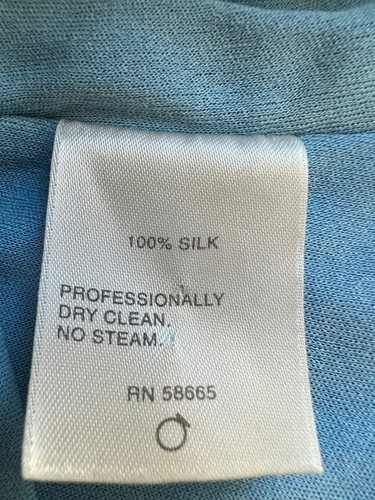 100% SILK
PROFESSIONALLY
DRY CLEAN.
NO STEAM.
RN 58665